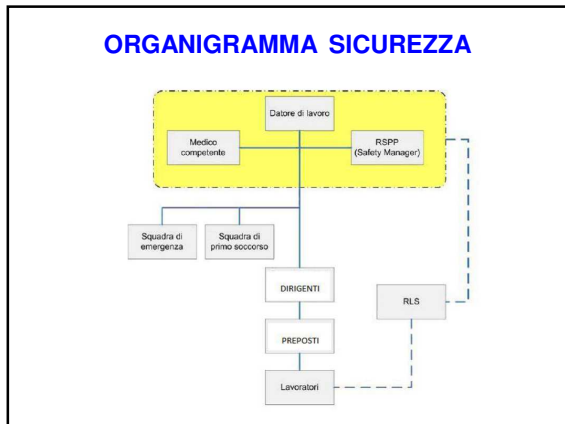 ORGANIGRAMMA SICUREZZA
Datore di lavoro
Medico
competente
RSPP
(Safety Manager)
Squadra di
emergenza
Squadra di
primo soccorso
DIRIGENTI
RLS
PREPOSTI
Lavoratori